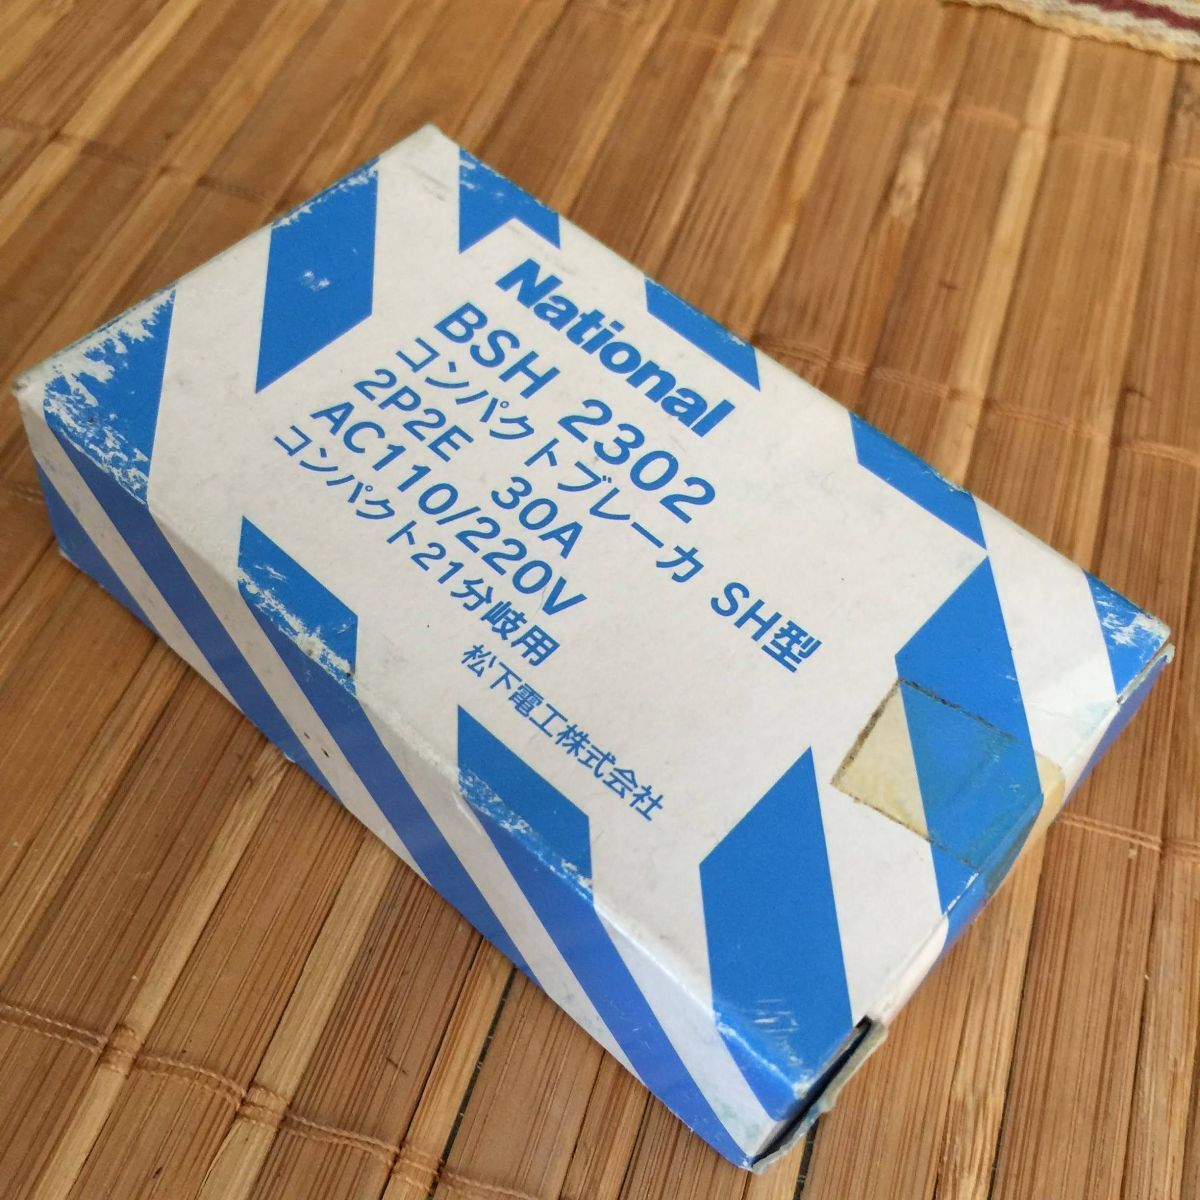 National
BSH 2302
コンパクトブレーカ SH型
2P2E 30A
AC110/220V
コンパクト21分岐用
松下電工株式会社